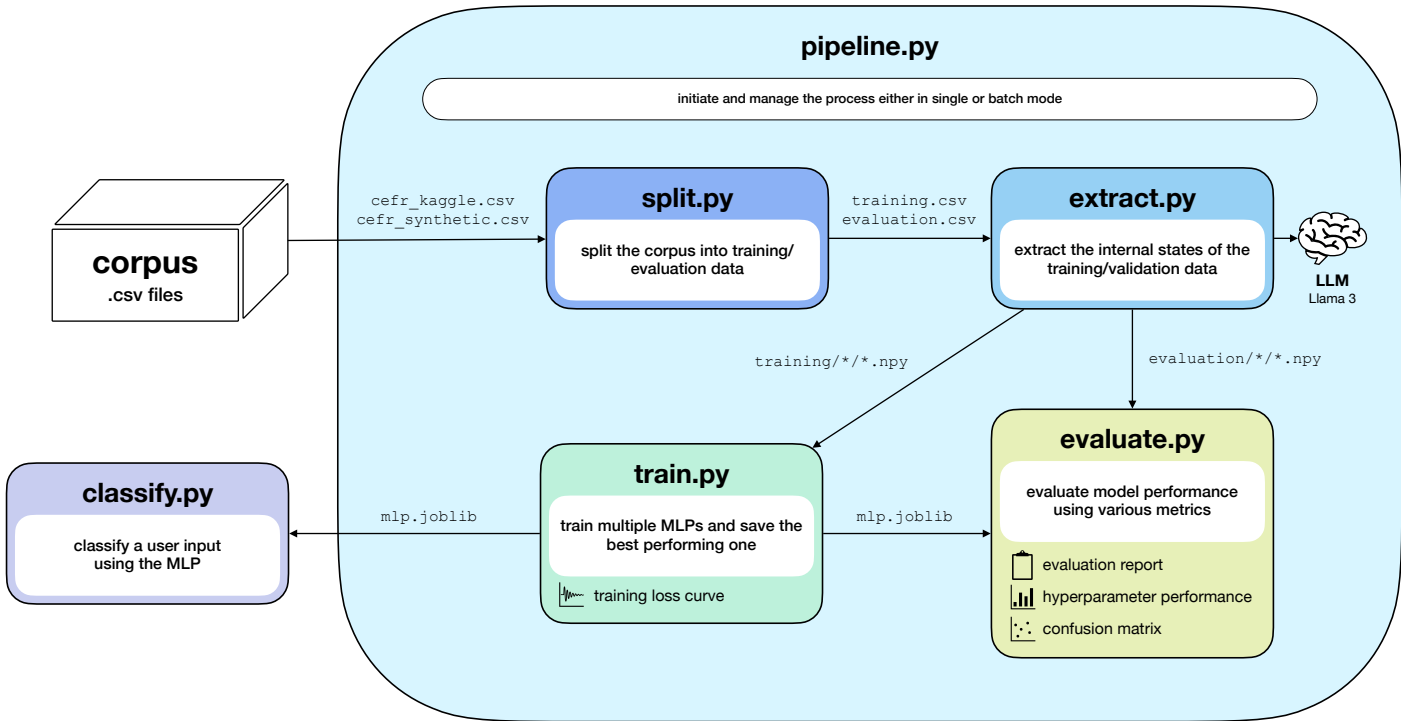 pipeline.py
initiate and manage the process either in single or batch mode
corpus
.csv files
cefr_kaggle.csv
cefr_synthetic.csv
split.py
split the corpus into training/
evaluation data
training.csv
evaluation.csv
extract.py
extract the internal states of the
training/validation data
LLM
Llama 3
training/*/*.npy
evaluation/*/*.npy
classify.py
classify a user input
using the MLP
mlp.joblib
train.py
train multiple MLPs and save the
best performing one
training loss curve
mlp.joblib
evaluate.py
evaluate model performance
using various metrics
evaluation report
hyperparameter performance
confusion matrix